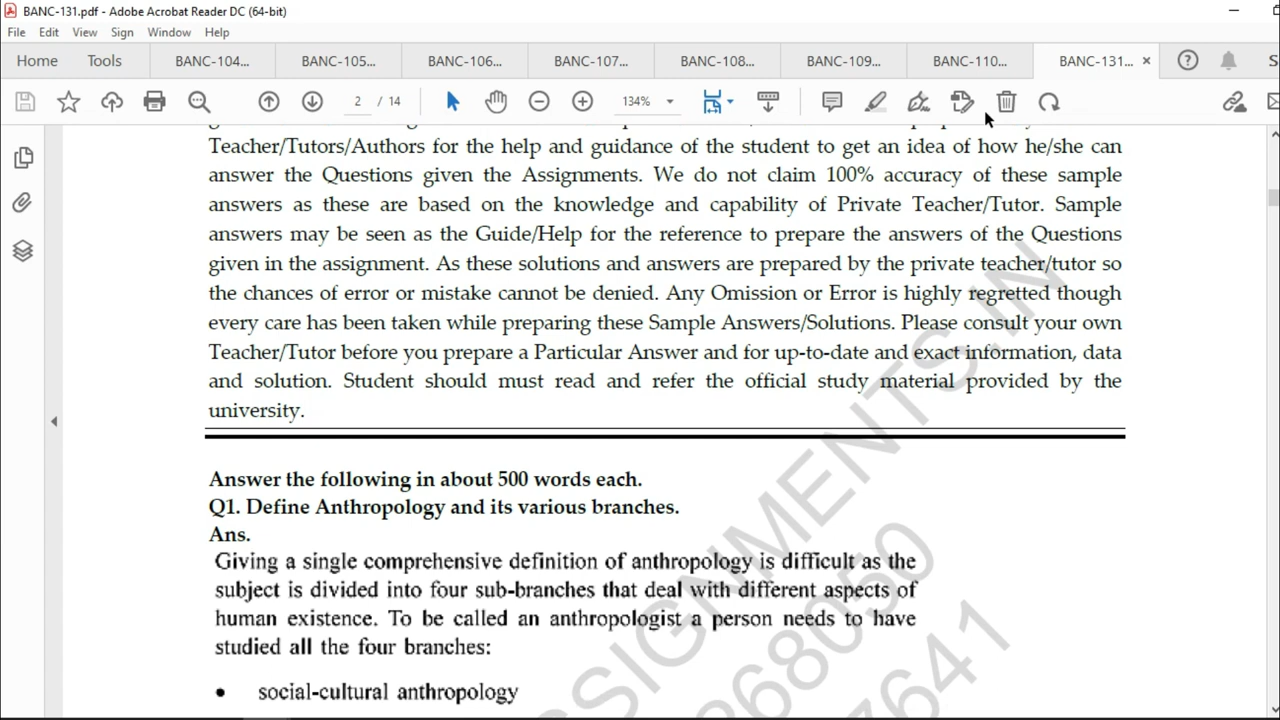 BANC-131.pdf - Adobe Acrobat Reader DC (64-bit)
File Edit View Sign Window Help
Home Tools BANC-104... BANC-105... BANC-106... BANC-107... BANC-108... BANC-109... BANC-110... BANC-131...
2 / 14 134%
Teacher/Tutors/Authors for the help and guidance of the student to get an idea of how he/she can
answer the Questions given the Assignments. We do not claim 100% accuracy of these sample
answers as these are based on the knowledge and capability of Private Teacher/Tutor. Sample
answers may be seen as the Guide/Help for the reference to prepare the answers of the Questions
given in the assignment. As these solutions and answers are prepared by the private teacher/tutor so
the chances of error or mistake cannot be denied. Any Omission or Error is highly regretted though
every care has been taken while preparing these Sample Answers/Solutions. Please consult your own
Teacher/Tutor before you prepare a Particular Answer and for up-to-date and exact information, data
and solution. Student should must read and refer the official study material provided by the
university.
Answer the following in about 500 words each.
Q1. Define Anthropology and its various branches.
Ans.
Giving a single comprehensive definition of anthropology is difficult as the
subject is divided into four sub-branches that deal with different aspects of
human existence. To be called an anthropologist a person needs to have
studied all the four branches:
• social-cultural anthropology
SSIGNMENTS.IN
68050
7641